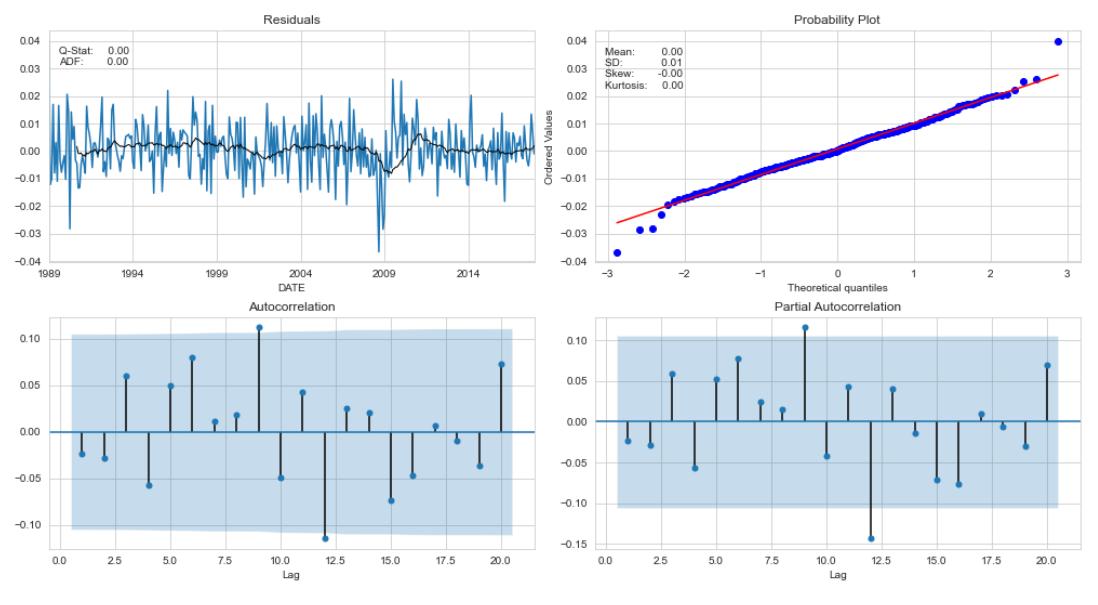 Residuals
0.04
0.03
0.02
0.01
0.00
−0.01
−0.02
−0.03
−0.04
Q-Stat: 0.00
ADF: 0.00
1989 1994 1999 2004 2009 2014
DATE
Probability Plot
Ordered Values
0.04
0.03
0.02
0.01
0.00
−0.01
−0.02
−0.03
−0.04
Mean: 0.00
SD: 0.01
Skew: -0.00
Kurtosis: 0.00
−3 −2 −1 0 1 2 3
Theoretical quantiles
Autocorrelation
0.10
0.05
0.00
−0.05
−0.10
0.0 2.5 5.0 7.5 10.0 12.5 15.0 17.5 20.0
Lag
Partial Autocorrelation
0.10
0.05
0.00
−0.05
−0.10
−0.15
0.0 2.5 5.0 7.5 10.0 12.5 15.0 17.5 20.0
Lag